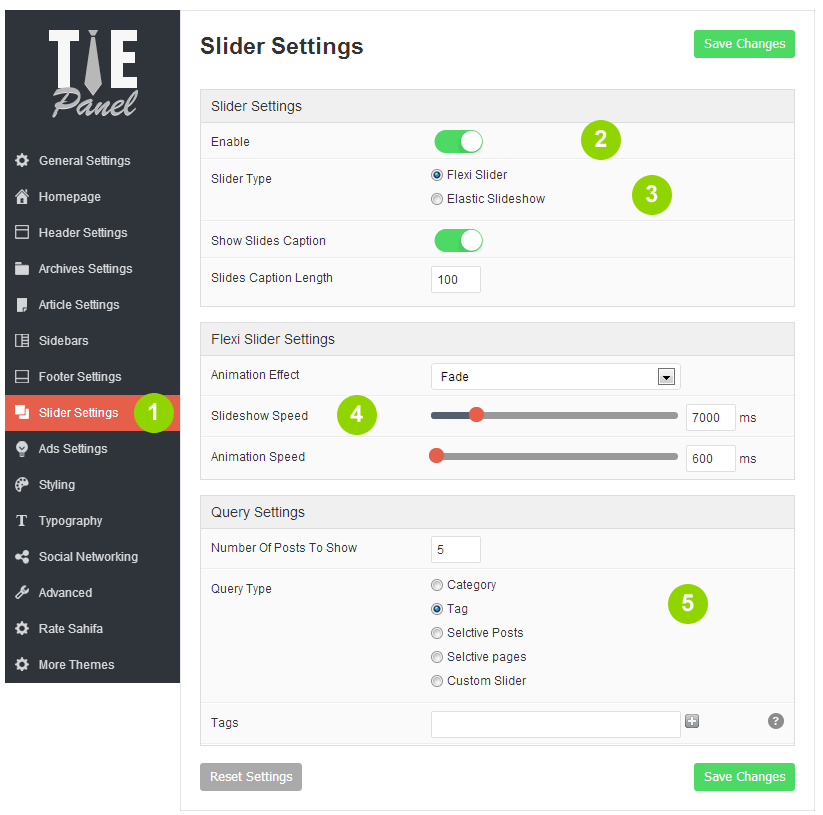 TIE
Panel
General Settings
Homepage
Header Settings
Archives Settings
Article Settings
Sidebars
Footer Settings
Slider Settings 1
Ads Settings
Styling
T Typography
Social Networking
Advanced
Rate Sahifa
More Themes
Slider Settings
Save Changes
Slider Settings
Enable 2
Slider Type
Flexi Slider
Elastic Slideshow
3
Show Slides Caption
Slides Caption Length 100
Flexi Slider Settings
Animation Effect Fade
Slideshow Speed 4 7000 ms
Animation Speed 600 ms
Query Settings
Number Of Posts To Show 5
Query Type
Category
Tag
Selctive Posts
Selctive pages
Custom Slider
5
Tags + ?
Reset Settings
Save Changes